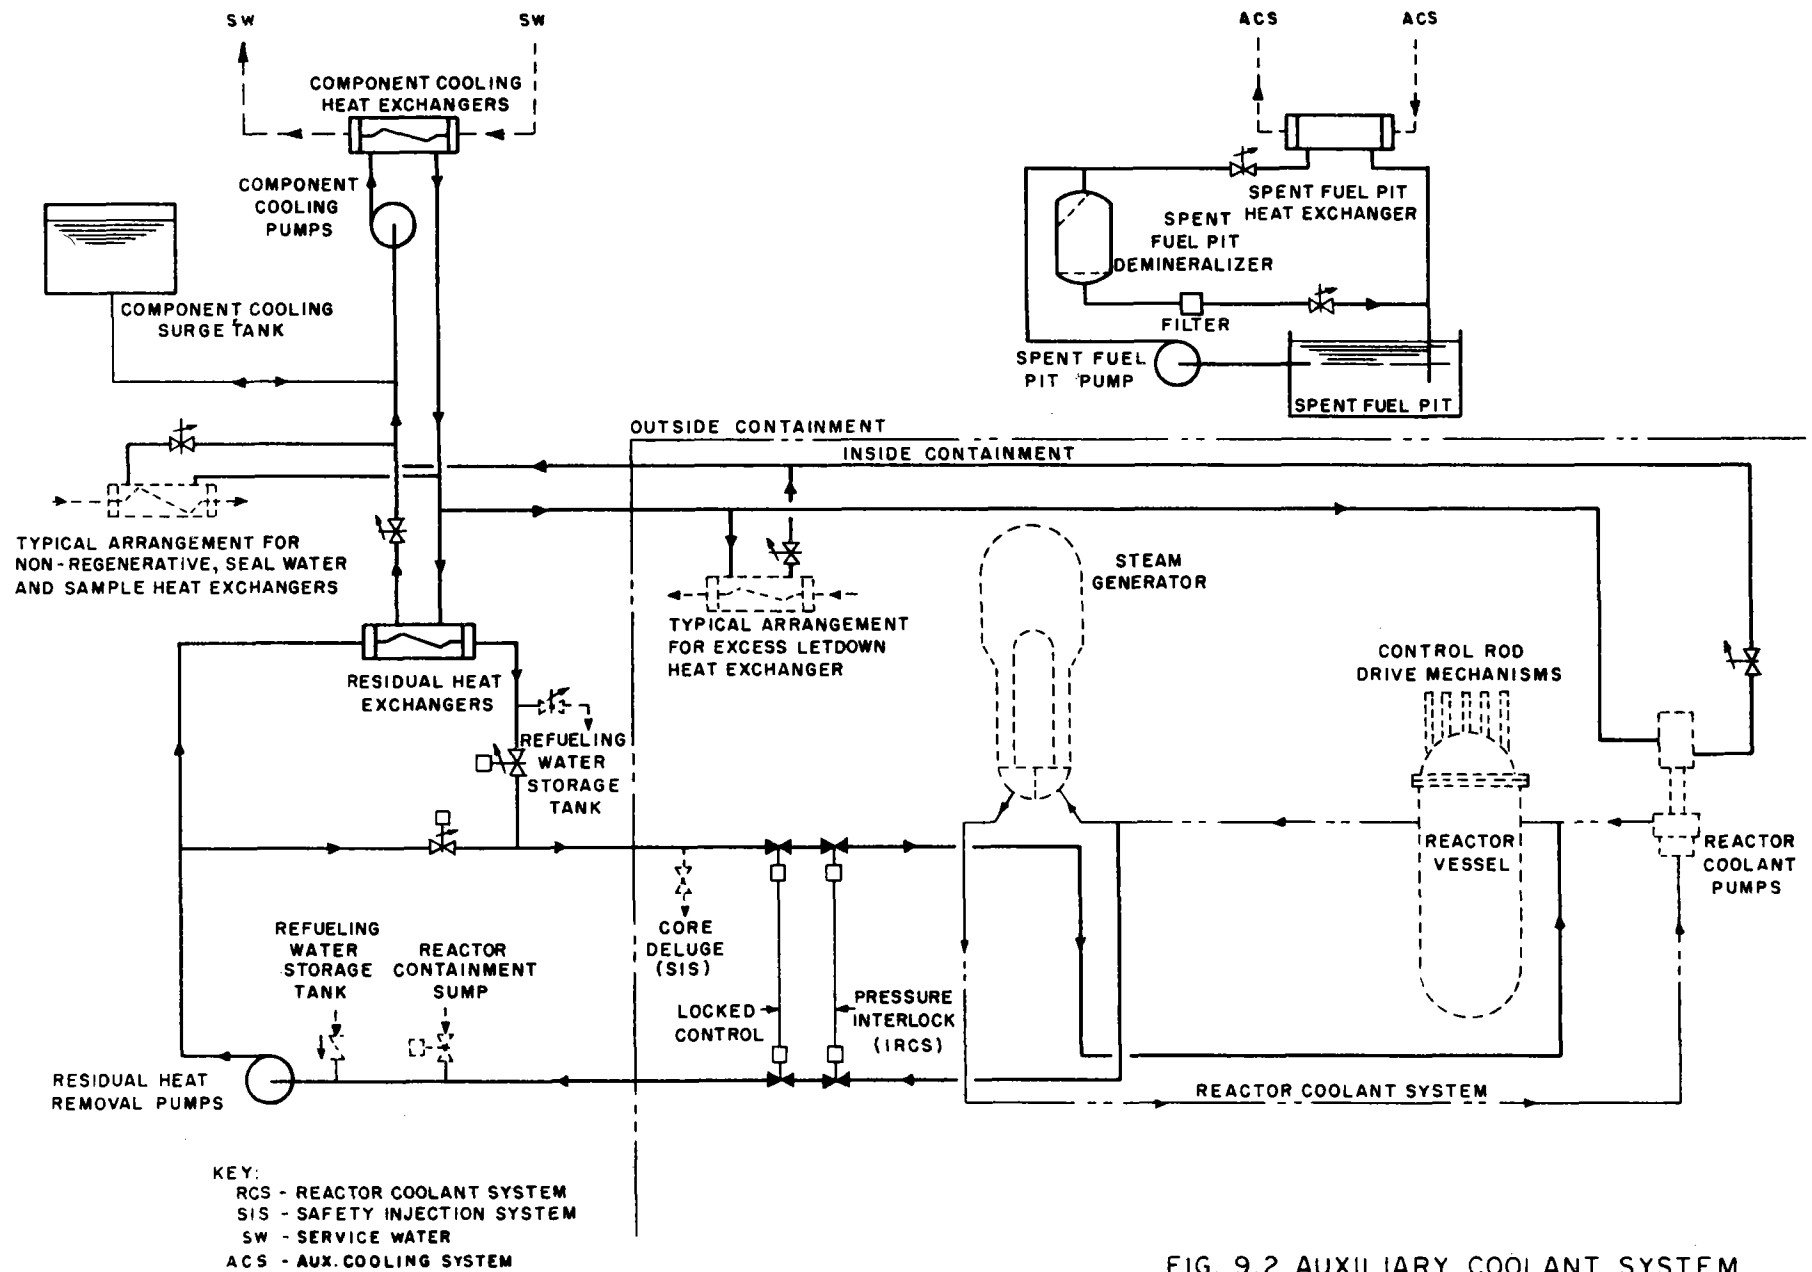 SW
SW
COMPONENT COOLING
HEAT EXCHANGERS
COMPONENT
COOLING
PUMPS
COMPONENT COOLING
SURGE TANK
ACS
ACS
SPENT FUEL PIT
HEAT EXCHANGER
SPENT
FUEL PIT
DEMINERALIZER
FILTER
SPENT FUEL
PIT PUMP
SPENT FUEL PIT
OUTSIDE CONTAINMENT
INSIDE CONTAINMENT
TYPICAL ARRANGEMENT FOR
NON-REGENERATIVE, SEAL WATER
AND SAMPLE HEAT EXCHANGERS
RESIDUAL HEAT
EXCHANGERS
TYPICAL ARRANGEMENT
FOR EXCESS LETDOWN
HEAT EXCHANGER
STEAM
GENERATOR
CONTROL ROD
DRIVE MECHANISMS
REFUELING
WATER
STORAGE
TANK
REACTOR
VESSEL
REACTOR
COOLANT
PUMPS
REFUELING
WATER
STORAGE
TANK
REACTOR
CONTAINMENT
SUMP
CORE
DELUGE
(SIS)
LOCKED
CONTROL
PRESSURE
INTERLOCK
(IRCS)
RESIDUAL HEAT
REMOVAL PUMPS
REACTOR COOLANT SYSTEM
KEY:
RCS - REACTOR COOLANT SYSTEM
SIS - SAFETY INJECTION SYSTEM
SW - SERVICE WATER
ACS - AUX. COOLING SYSTEM
FIG. 9.2 AUXILIARY COOLANT SYSTEM